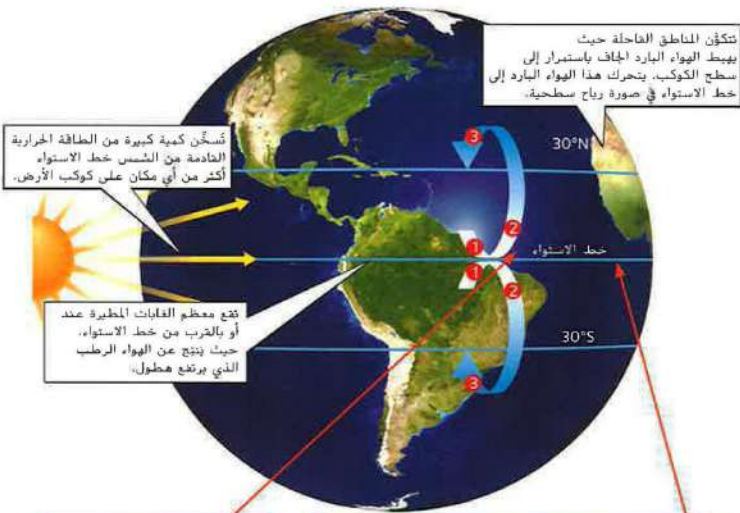 تتكوَّن المناطق القاحلة حيث
يهبط الهواء البارد الجاف باستمرار إلى
سطح الكوكب. يتحرك هذا الهواء البارد إلى
خط الاستواء في صورة رياح سطحية.
30°N
3
تُسخِّن كمية كبيرة من الطاقة الحرارية
القادمة من الشمس خط الاستواء
أكثر من أي مكان على كوكب الأرض.
2
1
خط الاستواء
1
2
تقع معظم الغابات المطيرة عند
أو بالقرب من خط الاستواء،
حيث يَنتج عن الهواء الرطب
الذي يرتفع هطول.
30°S
3